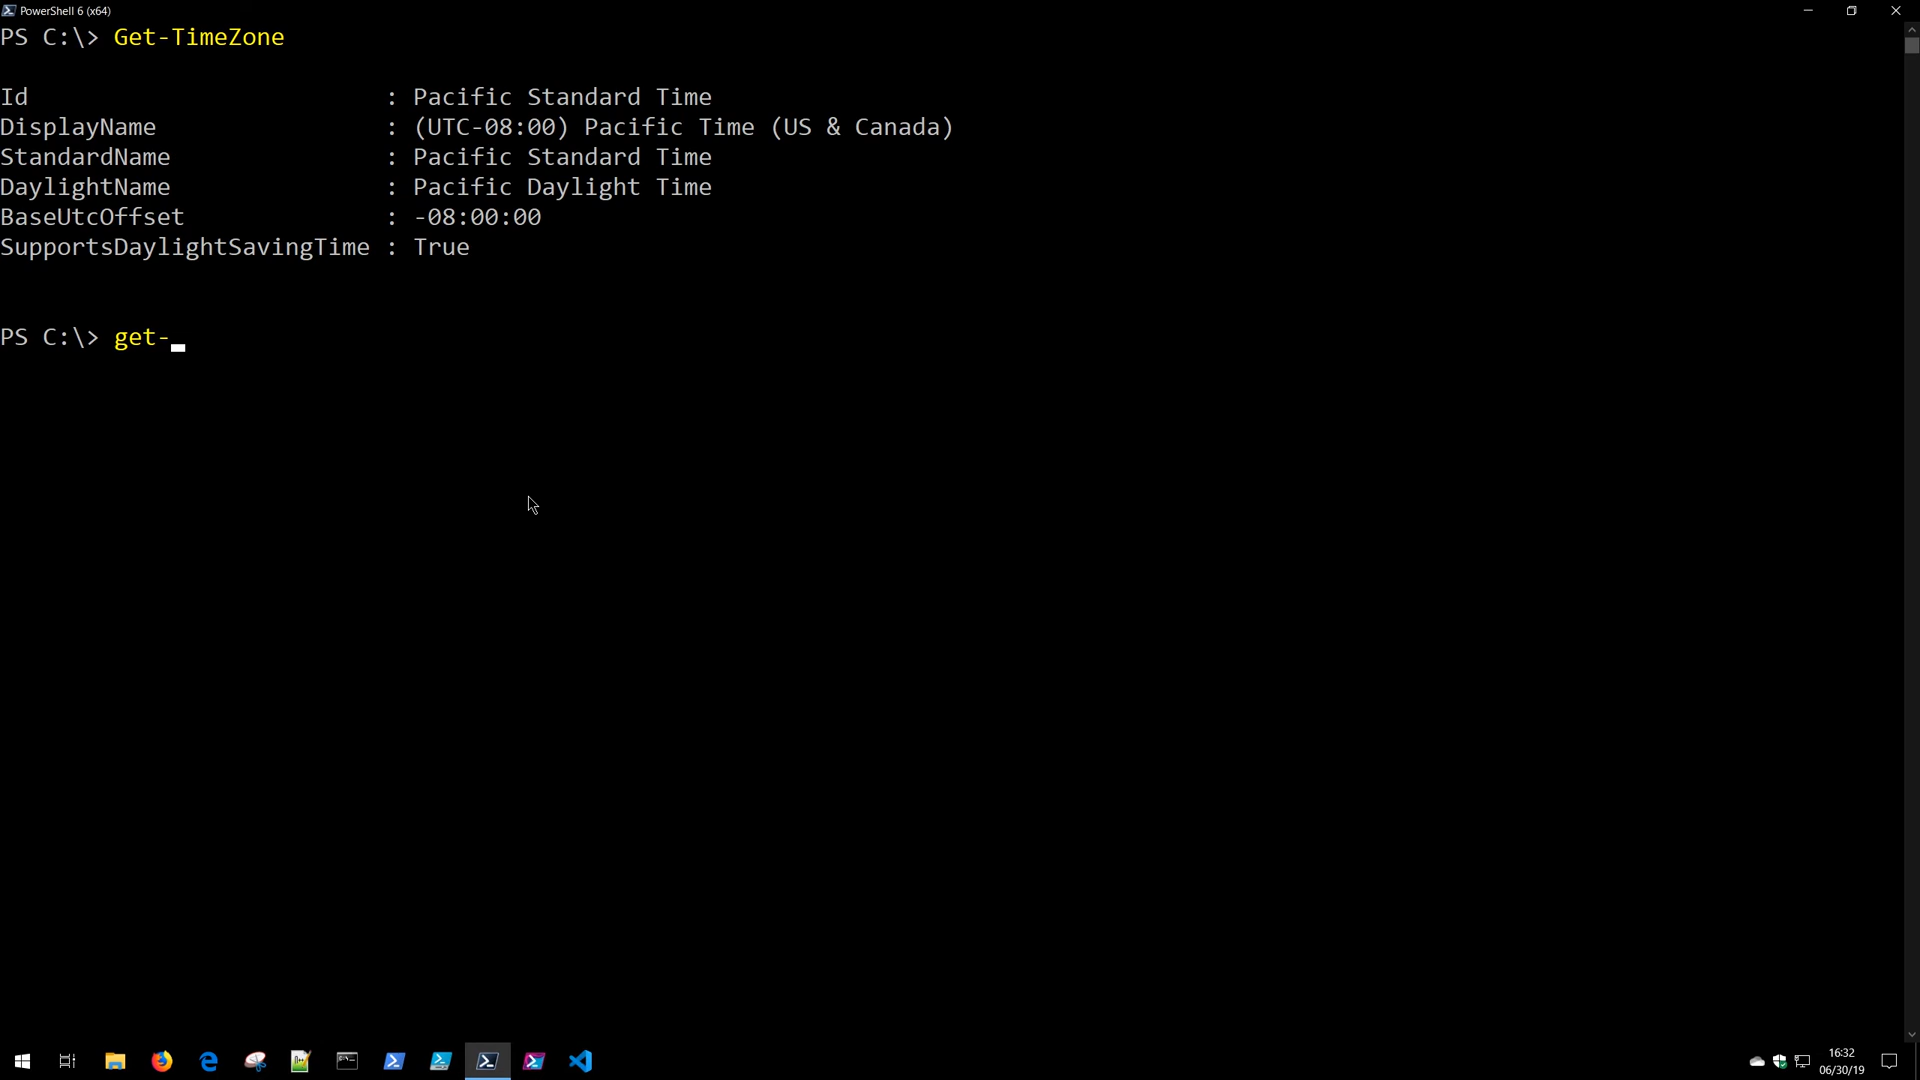 PowerShell 6 (x64)
PS C:\> Get-TimeZone
Id                         : Pacific Standard Time
DisplayName                : (UTC-08:00) Pacific Time (US & Canada)
StandardName               : Pacific Standard Time
DaylightName               : Pacific Daylight Time
BaseUtcOffset              : -08:00:00
SupportsDaylightSavingTime : True
PS C:\> get-
16:32
06/30/19